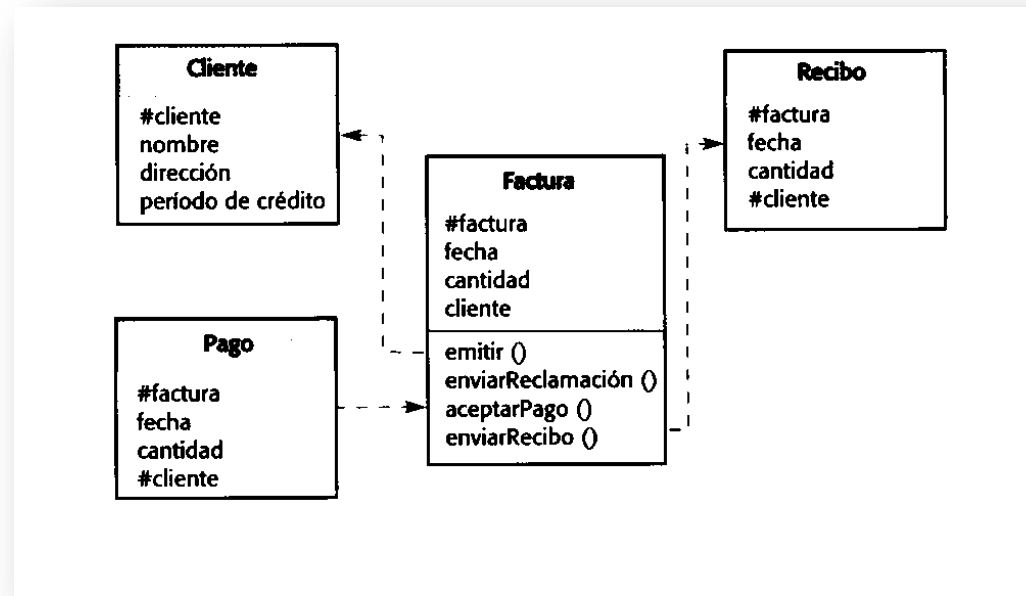 Cliente
#cliente
nombre
dirección
período de crédito
Recibo
#factura
fecha
cantidad
#cliente
Factura
#factura
fecha
cantidad
cliente
emitir ()
enviarReclamación ()
aceptarPago ()
enviarRecibo ()
Pago
#factura
fecha
cantidad
#cliente